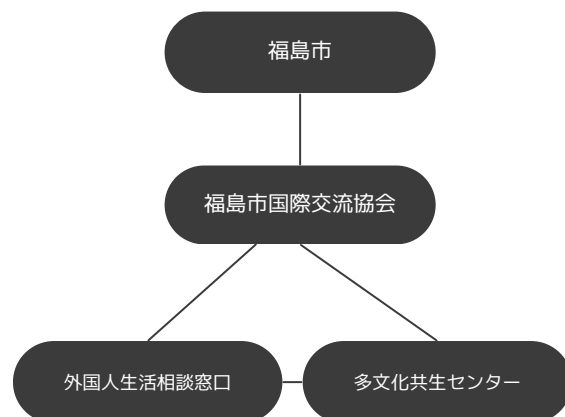 福島市
福島市国際交流協会
外国人生活相談窓口
多文化共生センター